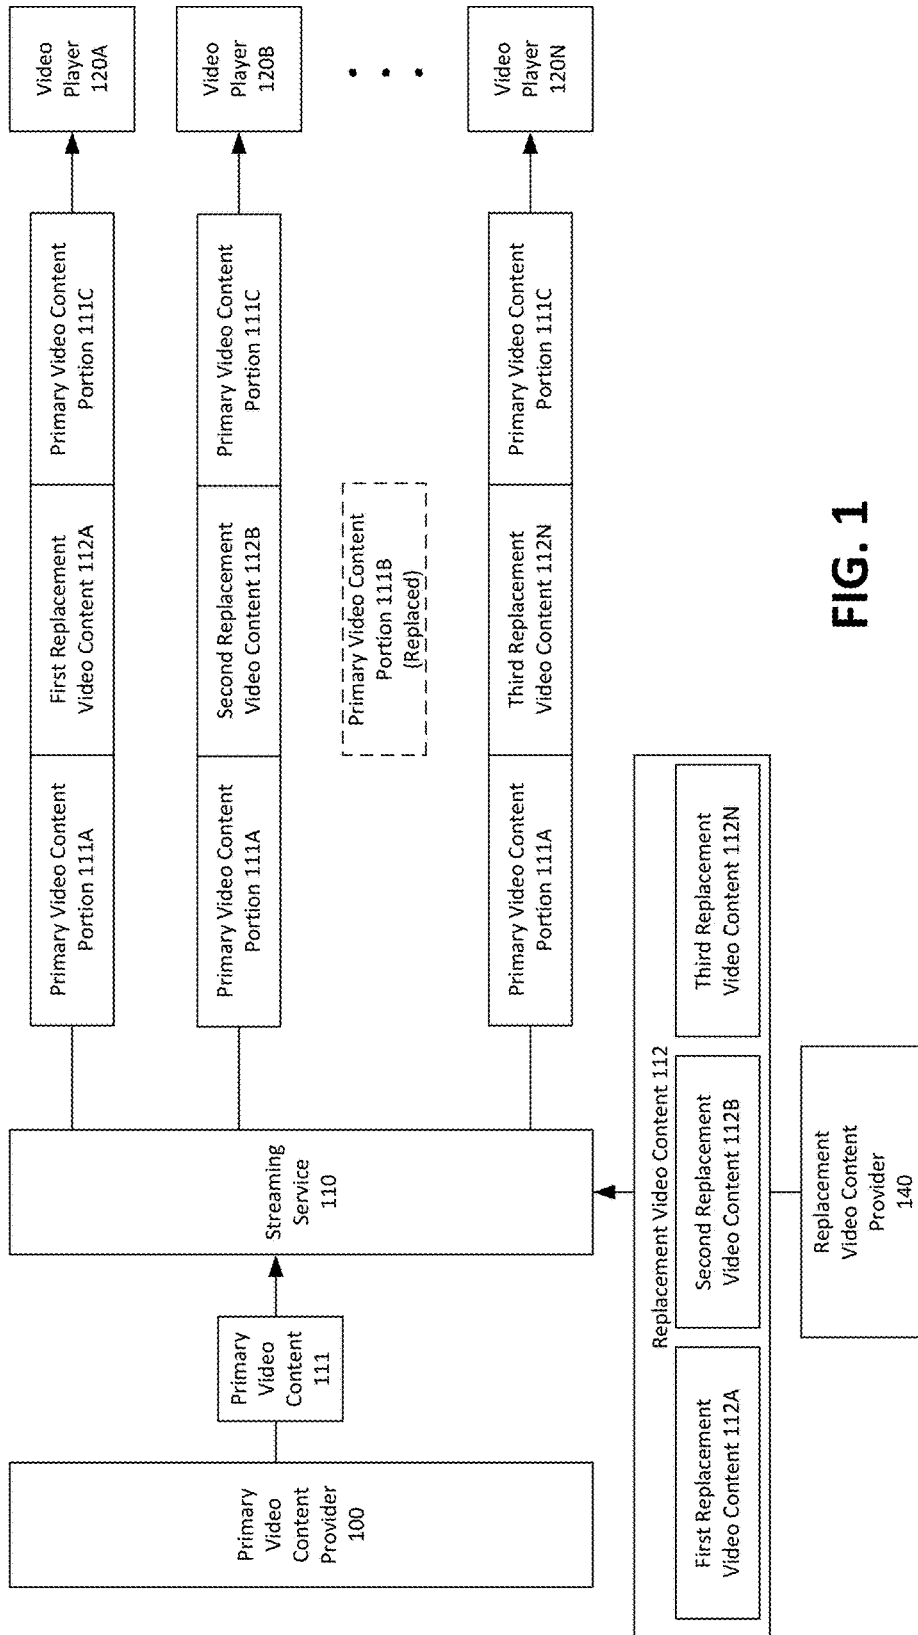 Primary
Video
Content
Provider
100
Primary
Video
Content
111
Streaming
Service
110
Primary Video Content
Portion 111A
First Replacement
Video Content 112A
Primary Video Content
Portion 111C
Video
Player
120A
Primary Video Content
Portion 111A
Second Replacement
Video Content 112B
Primary Video Content
Portion 111C
Video
Player
120B
Primary Video Content
Portion 111B
(Replaced)
Primary Video Content
Portion 111A
Third Replacement
Video Content 112N
Primary Video Content
Portion 111C
Video
Player
120N
Replacement Video Content 112
First Replacement
Video Content 112A
Second Replacement
Video Content 112B
Third Replacement
Video Content 112N
Replacement
Video Content
Provider
140
FIG. 1